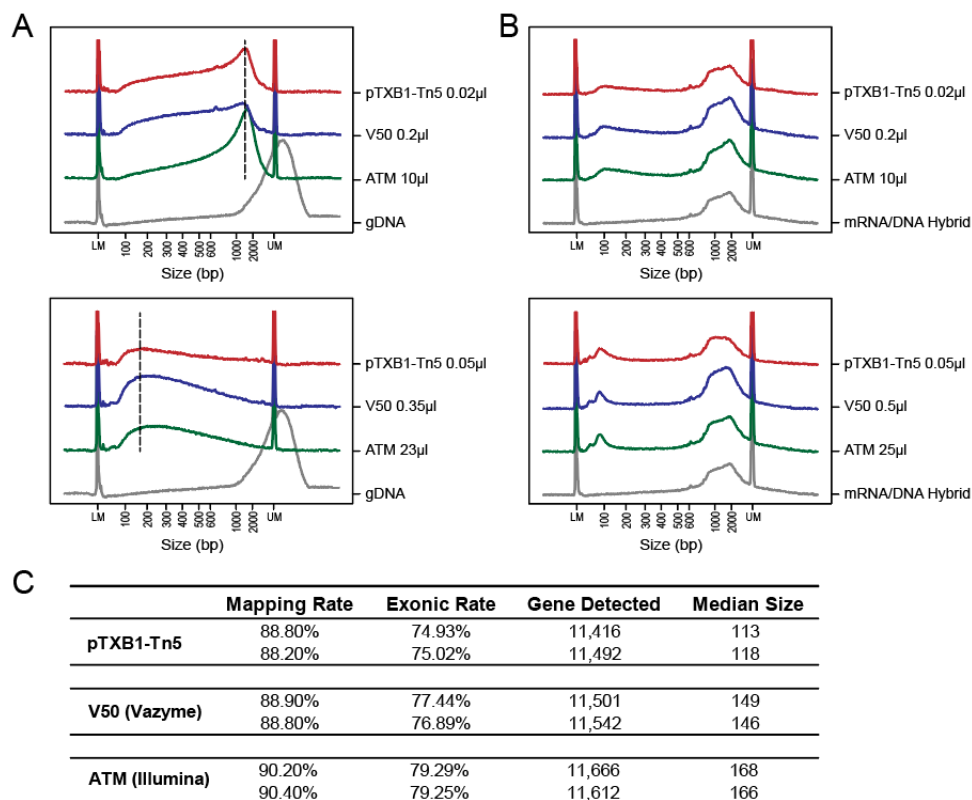 A
pTXB1-Tn5 0.02µl
V50 0.2µl
ATM 10µl
gDNA
LM 100 200 300 400 500 600 1000 2000 UM
Size (bp)
pTXB1-Tn5 0.05µl
V50 0.35µl
ATM 23µl
gDNA
LM 100 200 300 400 500 600 1000 2000 UM
Size (bp)
B
pTXB1-Tn5 0.02µl
V50 0.2µl
ATM 10µl
mRNA/DNA Hybrid
LM 100 200 300 400 500 600 1000 2000 UM
Size (bp)
pTXB1-Tn5 0.05µl
V50 0.5µl
ATM 25µl
mRNA/DNA Hybrid
LM 100 200 300 400 500 600 1000 2000 UM
Size (bp)
C
Mapping Rate Exonic Rate Gene Detected Median Size
pTXB1-Tn5
88.80% 74.93% 11,416 113
88.20% 75.02% 11,492 118
V50 (Vazyme)
88.90% 77.44% 11,501 149
88.80% 76.89% 11,542 146
ATM (Illumina)
90.20% 79.29% 11,666 168
90.40% 79.25% 11,612 166